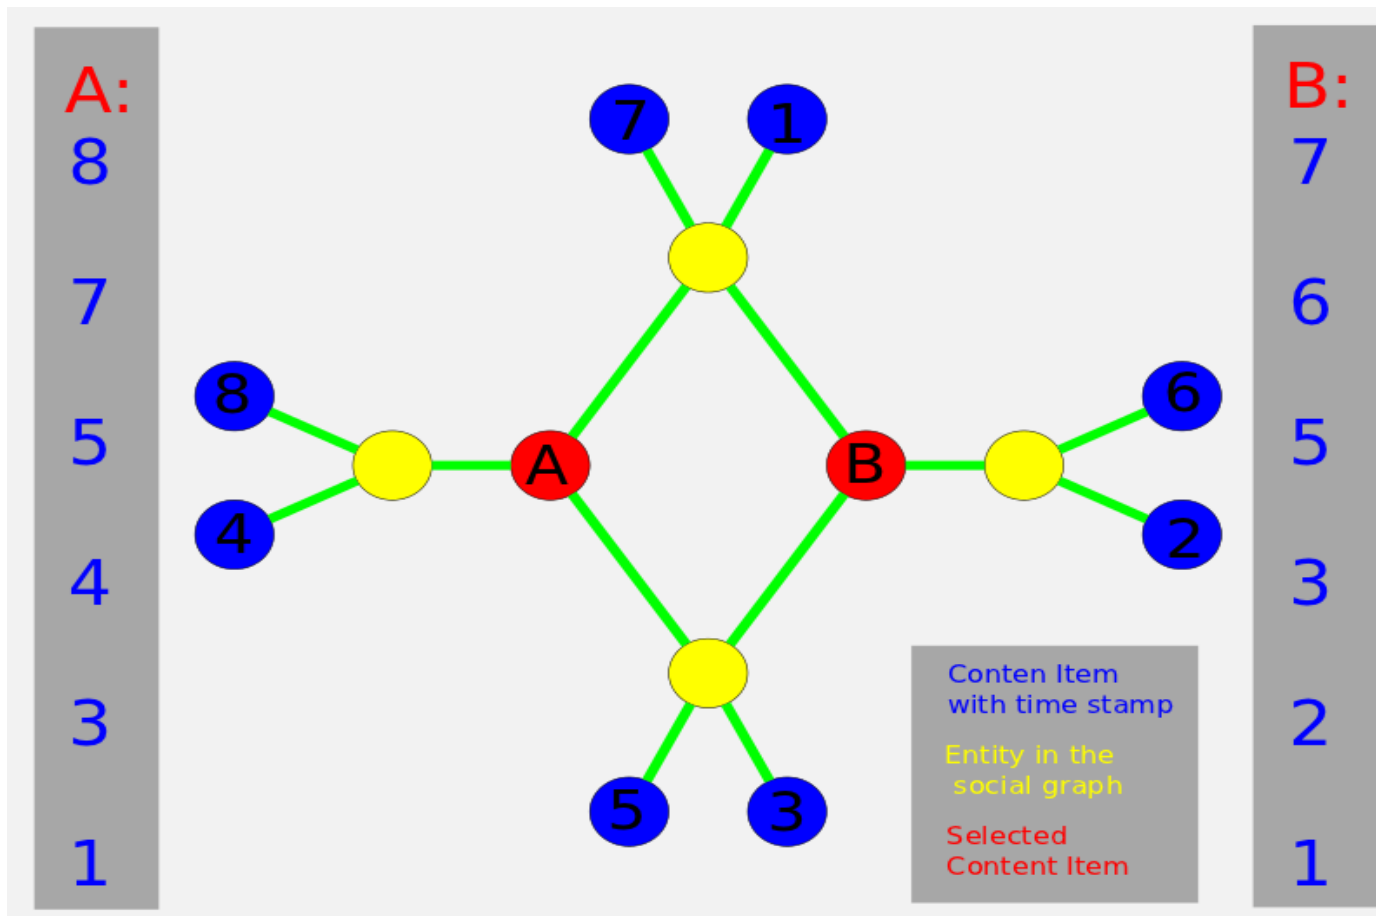 A:
8
7
5
4
3
1
7
1
8
4
A
B
6
2
5
3
Conten Item
with time stamp
Entity in the
social graph
Selected
Content Item
B:
7
6
5
3
2
1